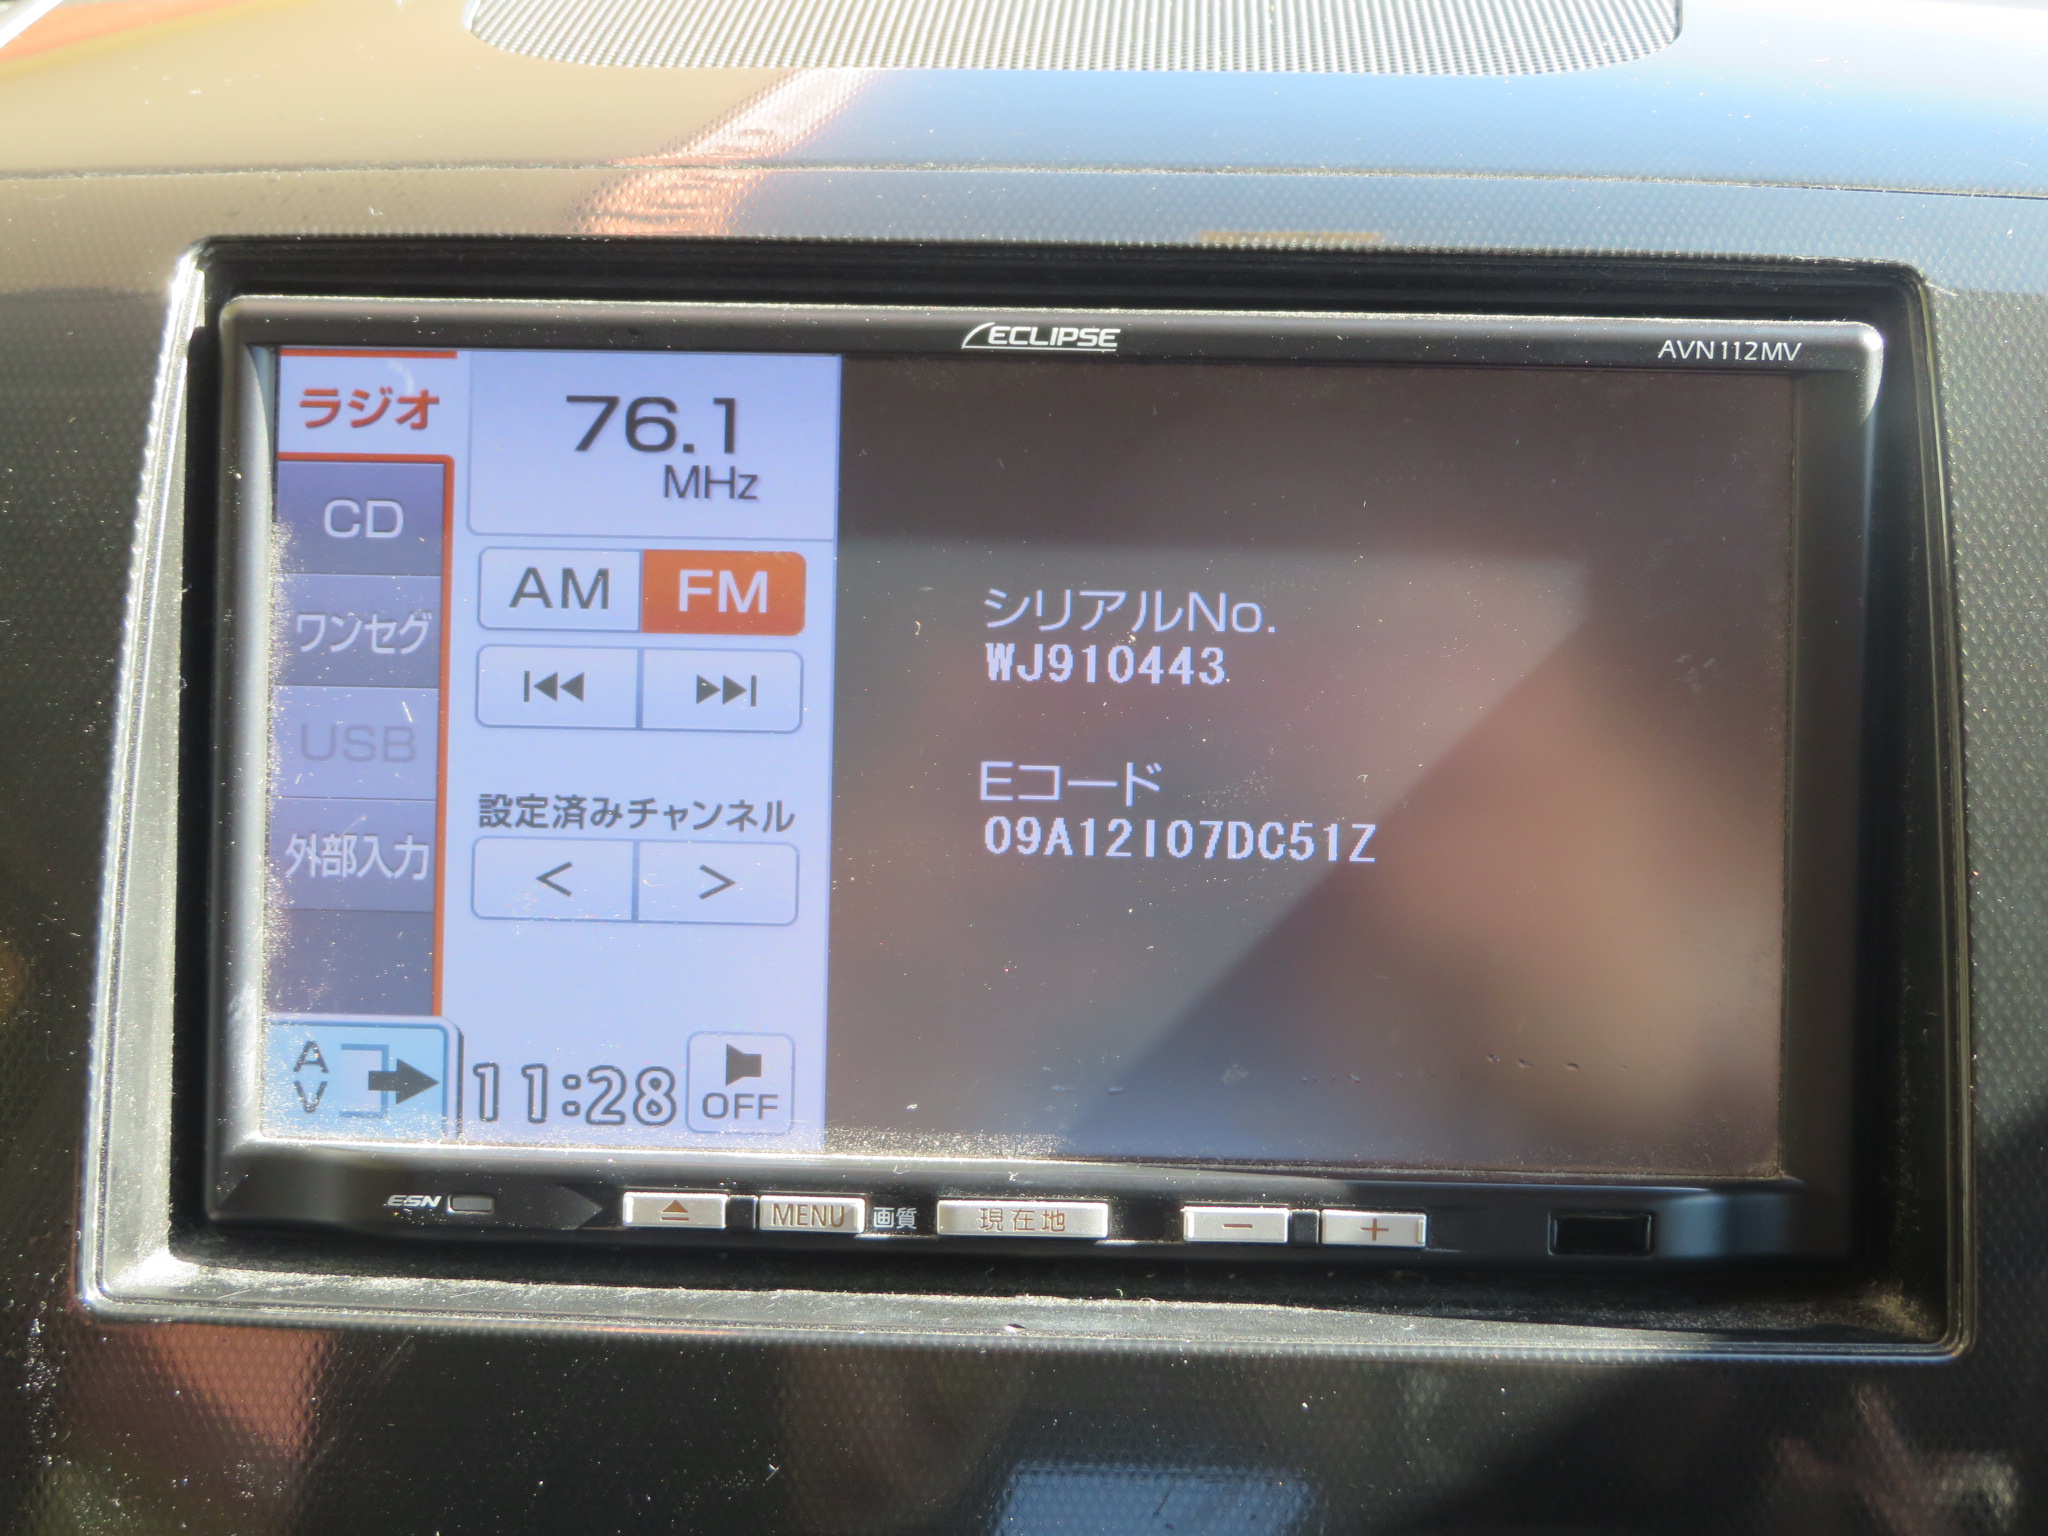 ECLIPSE
AVN112MV
ラジオ
CD
ワンセグ
USB
外部入力
AV
76.1
MHz
AM FM
設定済みチャンネル
< >
11:28
OFF
シリアルNo.
WJ910443
Eコード
09A12I07DC51Z
ESN
MENU 画質 現在地 − +